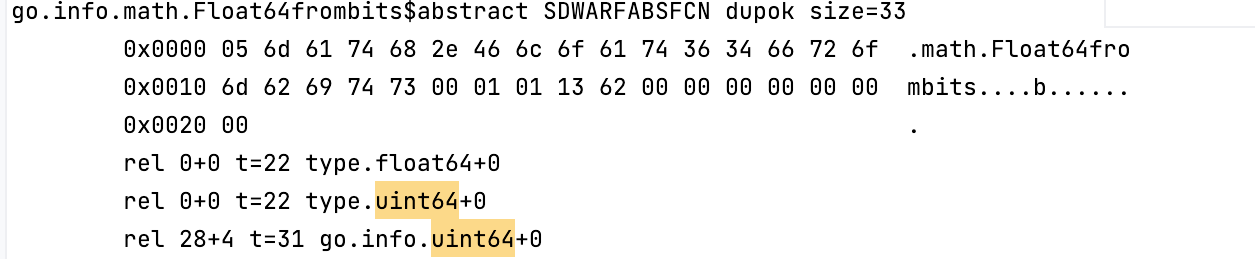 go.info.math.Float64frombits$abstract SDWARFABSFCN dupok size=33
0x0000 05 6d 61 74 68 2e 46 6c 6f 61 74 36 34 66 72 6f  .math.Float64fro
0x0010 6d 62 69 74 73 00 01 01 13 62 00 00 00 00 00 00  mbits....b......
0x0020 00                                               .
rel 0+0 t=22 type.float64+0
rel 0+0 t=22 type.uint64+0
rel 28+4 t=31 go.info.uint64+0